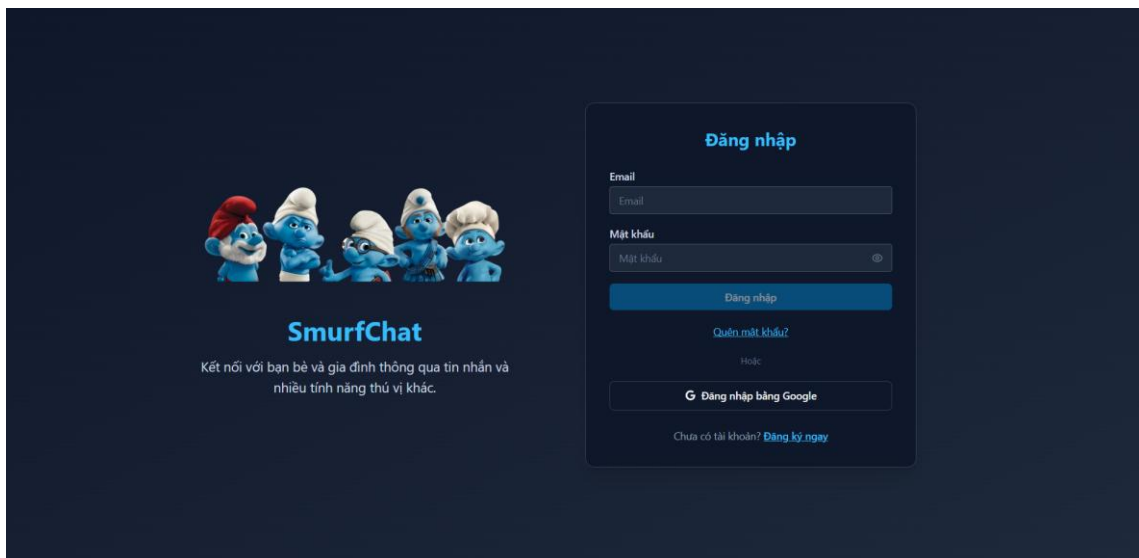 SmurfChat
Kết nối với bạn bè và gia đình thông qua tin nhắn và
nhiều tính năng thú vị khác.
Đăng nhập
Email
Email
Mật khẩu
Mật khẩu
Đăng nhập
Quên mật khẩu?
Hoặc
G Đăng nhập bằng Google
Chưa có tài khoản? Đăng ký ngay